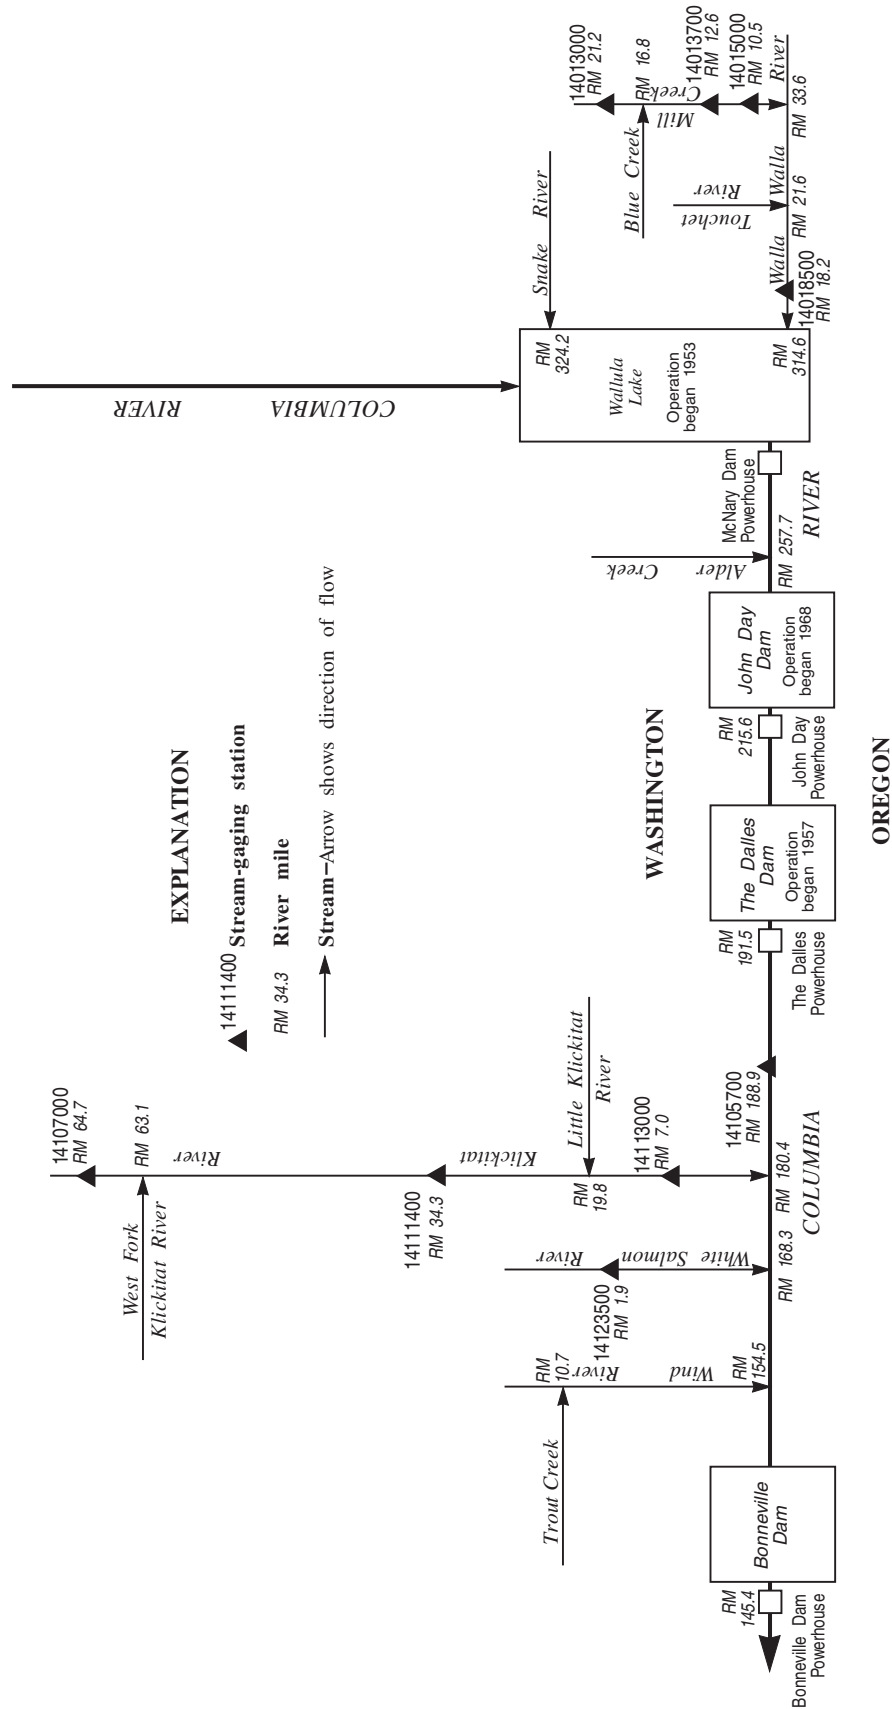 EXPLANATION
14111400
Stream-gaging station
RM 34.3
River mile
Stream—Arrow shows direction of flow
WASHINGTON
OREGON
COLUMBIA
RIVER
Snake River
RM
324.2
Wallula
Lake
Operation
began 1953
RM
314.6
14013000
RM 21.2
Blue Creek
RM 16.8
Mill
Creek
14013700
RM 12.6
14015000
RM 10.5
Walla Walla River
RM 33.6
Touchet
River
RM 21.6
14018500
RM 18.2
McNary Dam
Powerhouse
RIVER
Alder Creek
RM 257.7
John Day
Dam
Operation
began 1968
RM
215.6
John Day
Powerhouse
The Dalles
Dam
Operation
began 1957
RM
191.5
The Dalles
Powerhouse
14105700
RM 188.9
COLUMBIA
RM 180.4
14107000
RM 64.7
West Fork
Klickitat River
RM 63.1
Klickitat River
14111400
RM 34.3
Little Klickitat
River
RM
19.8
14113000
RM 7.0
White Salmon River
14123500
RM 1.9
RM 168.3
Trout Creek
RM
10.7
Wind River
RM
154.5
Bonneville
Dam
RM
145.4
Bonneville Dam
Powerhouse